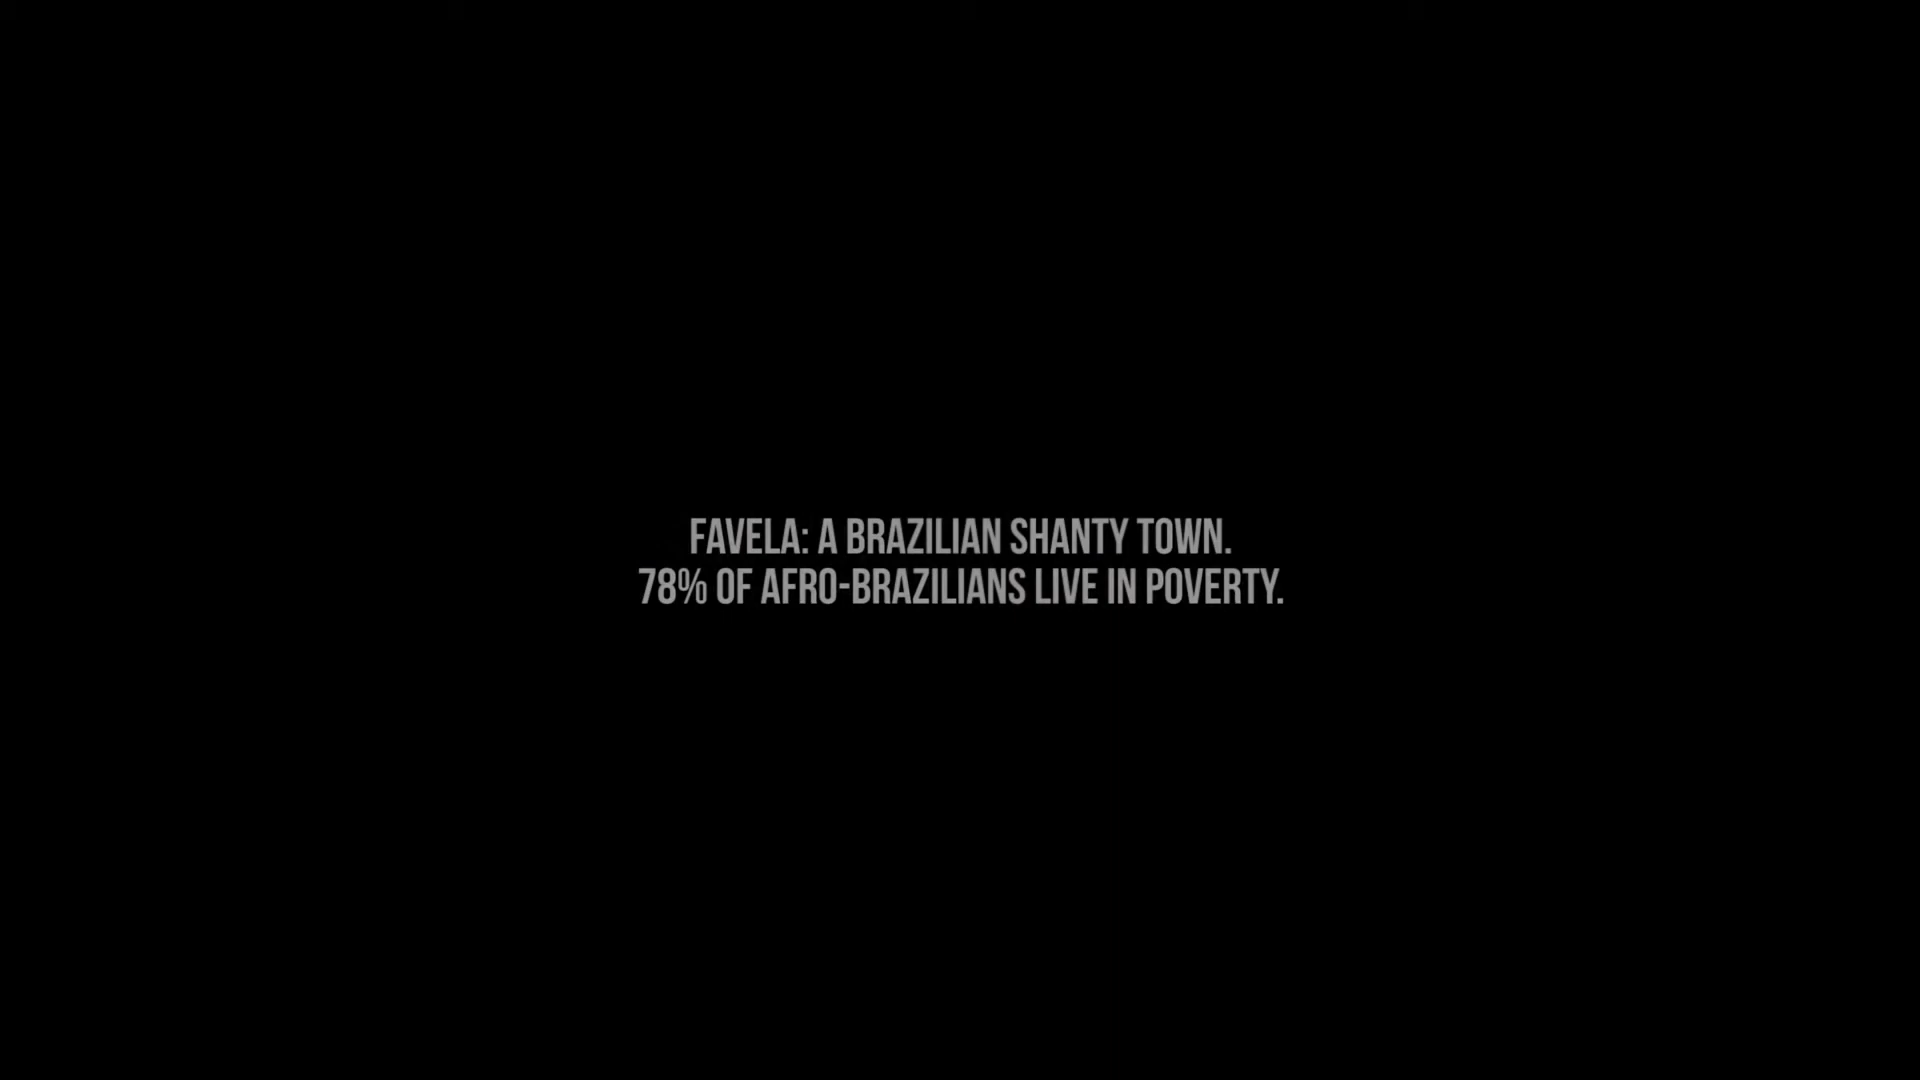 FAVELA: A BRAZILIAN SHANTY TOWN.
78% OF AFRO-BRAZILIANS LIVE IN POVERTY.